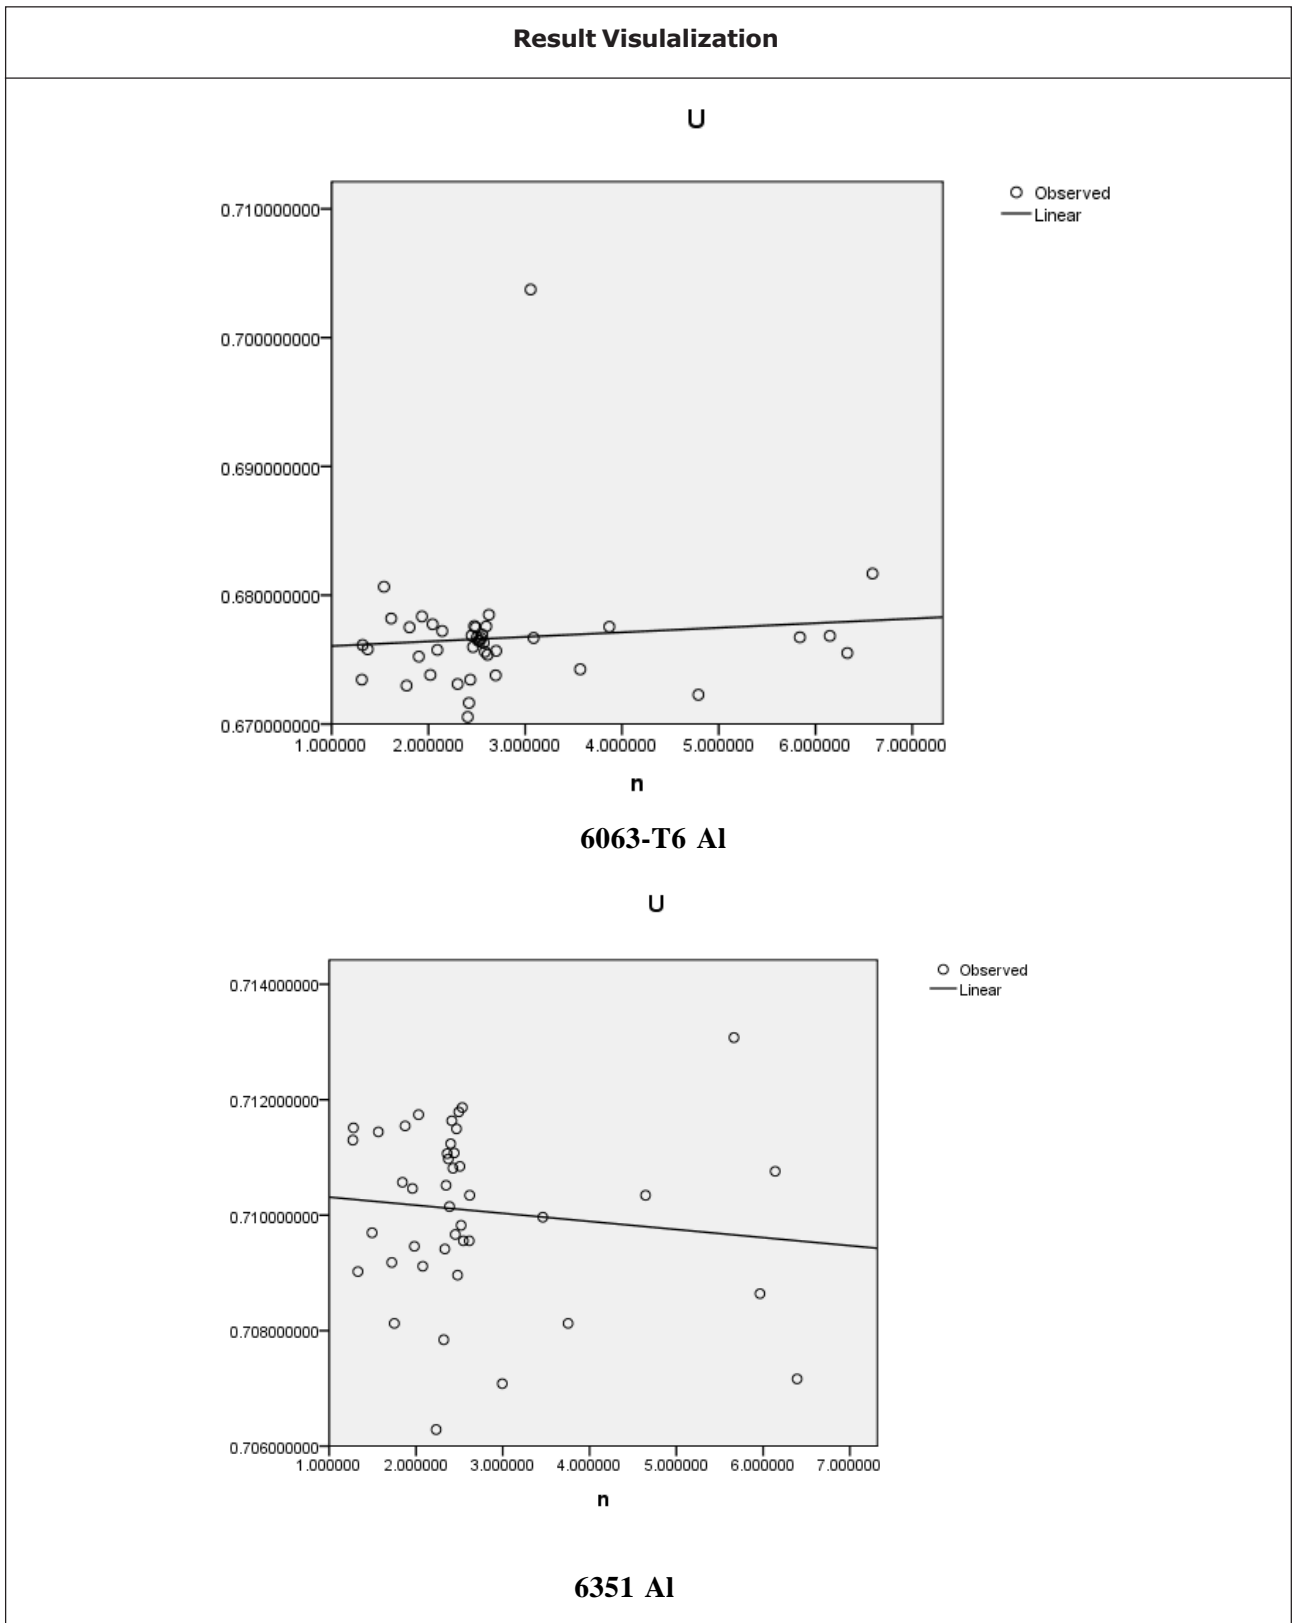 Result Visulalization
U
0.710000000
0.700000000
0.690000000
0.680000000
0.670000000
1.000000 2.000000 3.000000 4.000000 5.000000 6.000000 7.000000
n
Observed
Linear
6063-T6 Al
U
0.714000000
0.712000000
0.710000000
0.708000000
0.706000000
1.000000 2.000000 3.000000 4.000000 5.000000 6.000000 7.000000
n
Observed
Linear
6351 Al